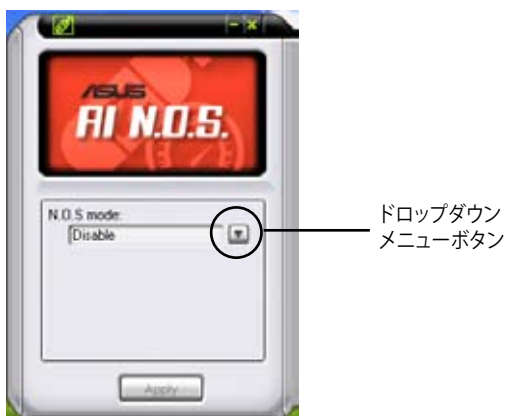 ASUS
AI N.O.S.
N.O.S mode:
Disable
Apply
ドロップダウン
メニューボタン